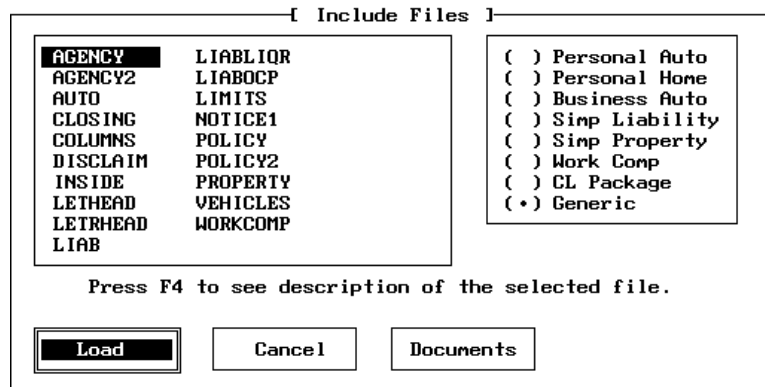 [ Include Files ]
AGENCY LIABLIQR ( ) Personal Auto
AGENCY2 LIABOCP ( ) Personal Home
AUTO LIMITS ( ) Business Auto
CLOSING NOTICE1 ( ) Simp Liability
COLUMNS POLICY ( ) Simp Property
DISCLAIM POLICY2 ( ) Work Comp
INSIDE PROPERTY ( ) CL Package
LETHEAD VEHICLES (•) Generic
LETRHEAD WORKCOMP
LIAB
Press F4 to see description of the selected file.
Load Cancel Documents